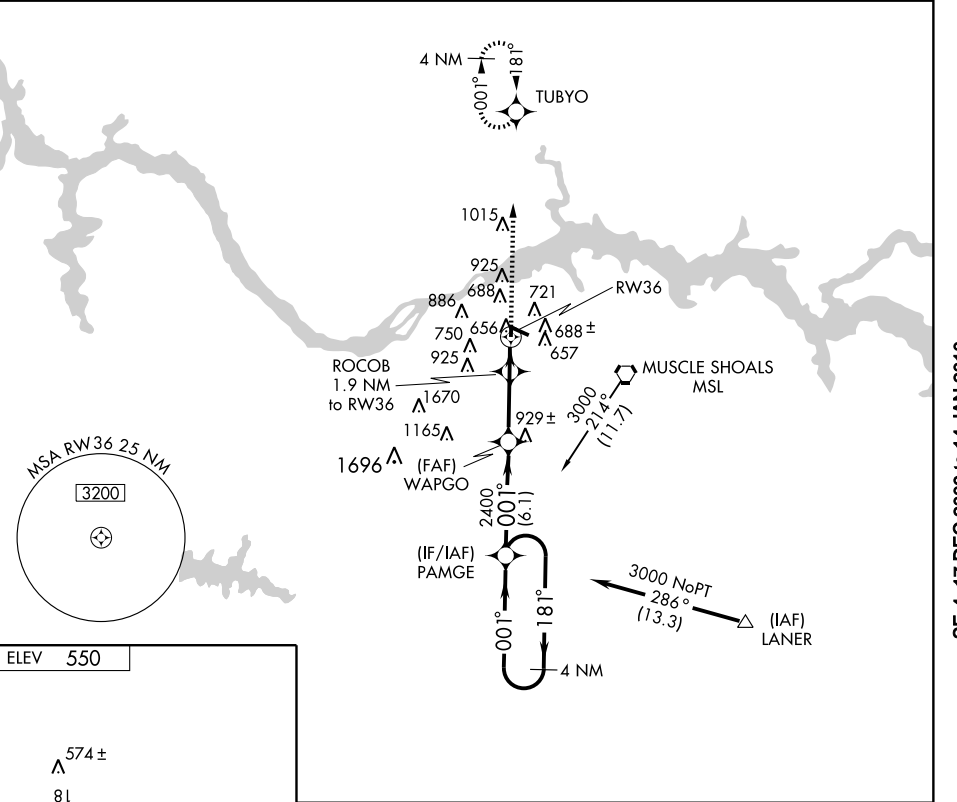 4 NM
001°
181°
TUBYO
1015
925
688
721
RW36
886
656
688 ±
750
657
925
ROCOB
1.9 NM
to RW36
MUSCLE SHOALS
MSL
3000
214°
(11.7)
1670
1165
929 ±
1696
(FAF)
WAPGO
MSA RW36 25 NM
3200
2400
001°
(6.1)
(IF/IAF)
PAMGE
3000 NoPT
286°
(13.3)
(IAF)
LANER
001°
181°
4 NM
ELEV 550
574 ±